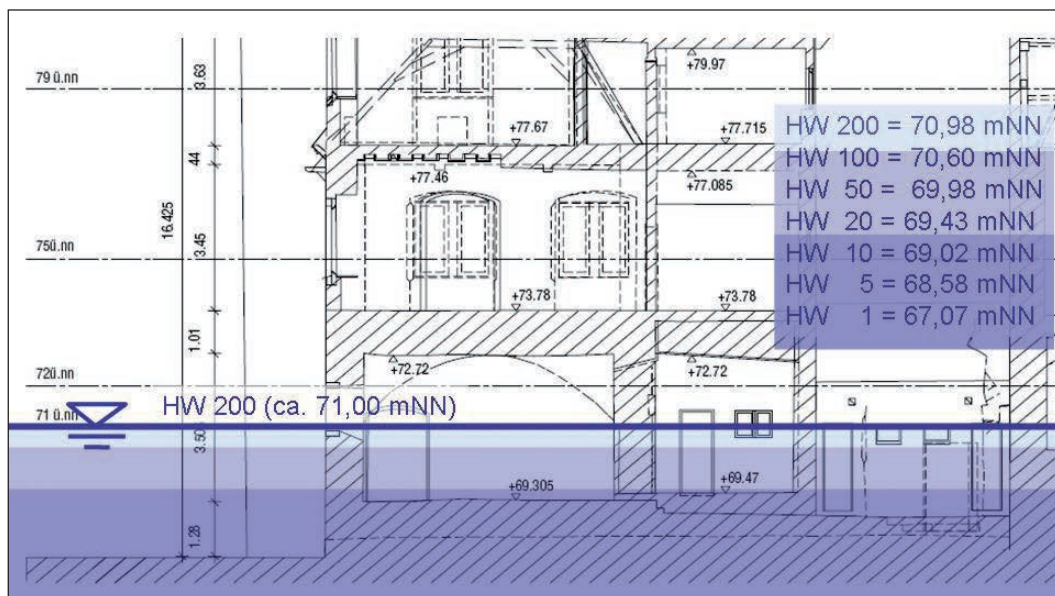 +79.97
79 ü.nn
3.63
HW 200 = 70,98 mNN
+77.67
+77.715
HW 100 = 70,60 mNN
44
+77.46
+77.085
HW 50 = 69,98 mNN
HW 20 = 69,43 mNN
16.425
3.45
75ü.nn
HW 10 = 69,02 mNN
HW 5 = 68,58 mNN
+73.78
+73.78
HW 1 = 67,07 mNN
1.01
+72.72
+72.72
72ü.nn
71 ü.nn
HW 200 (ca. 71,00 mNN)
+69.305
+69.47
1.28